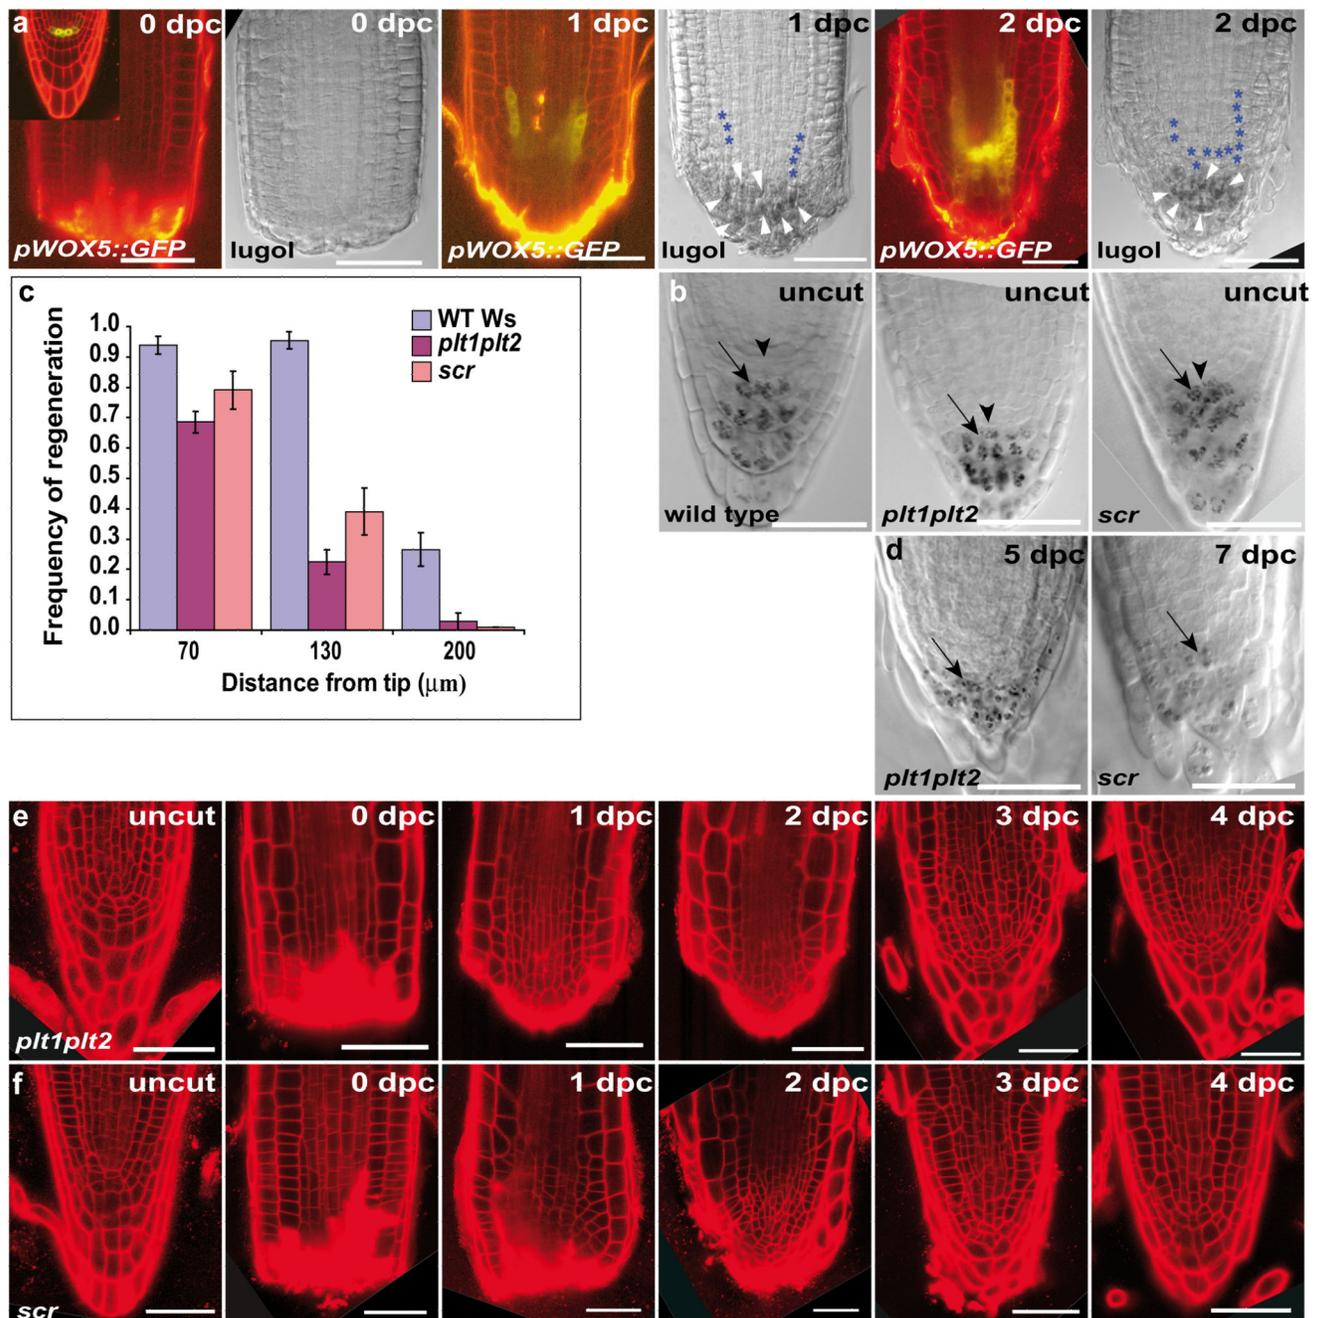 a
0 dpc
0 dpc
1 dpc
1 dpc
2 dpc
2 dpc
pWOX5::GFP
lugol
pWOX5::GFP
lugol
pWOX5::GFP
lugol
c
1.0
0.9
0.8
0.7
0.6
0.5
0.4
0.3
0.2
0.1
0.0
Frequency of regeneration
WT Ws
plt1plt2
scr
70
130
200
Distance from tip (μm)
b
uncut
uncut
uncut
wild type
plt1plt2
scr
d
5 dpc
7 dpc
plt1plt2
scr
e
uncut
0 dpc
1 dpc
2 dpc
3 dpc
4 dpc
plt1plt2
f
uncut
0 dpc
1 dpc
2 dpc
3 dpc
4 dpc
scr